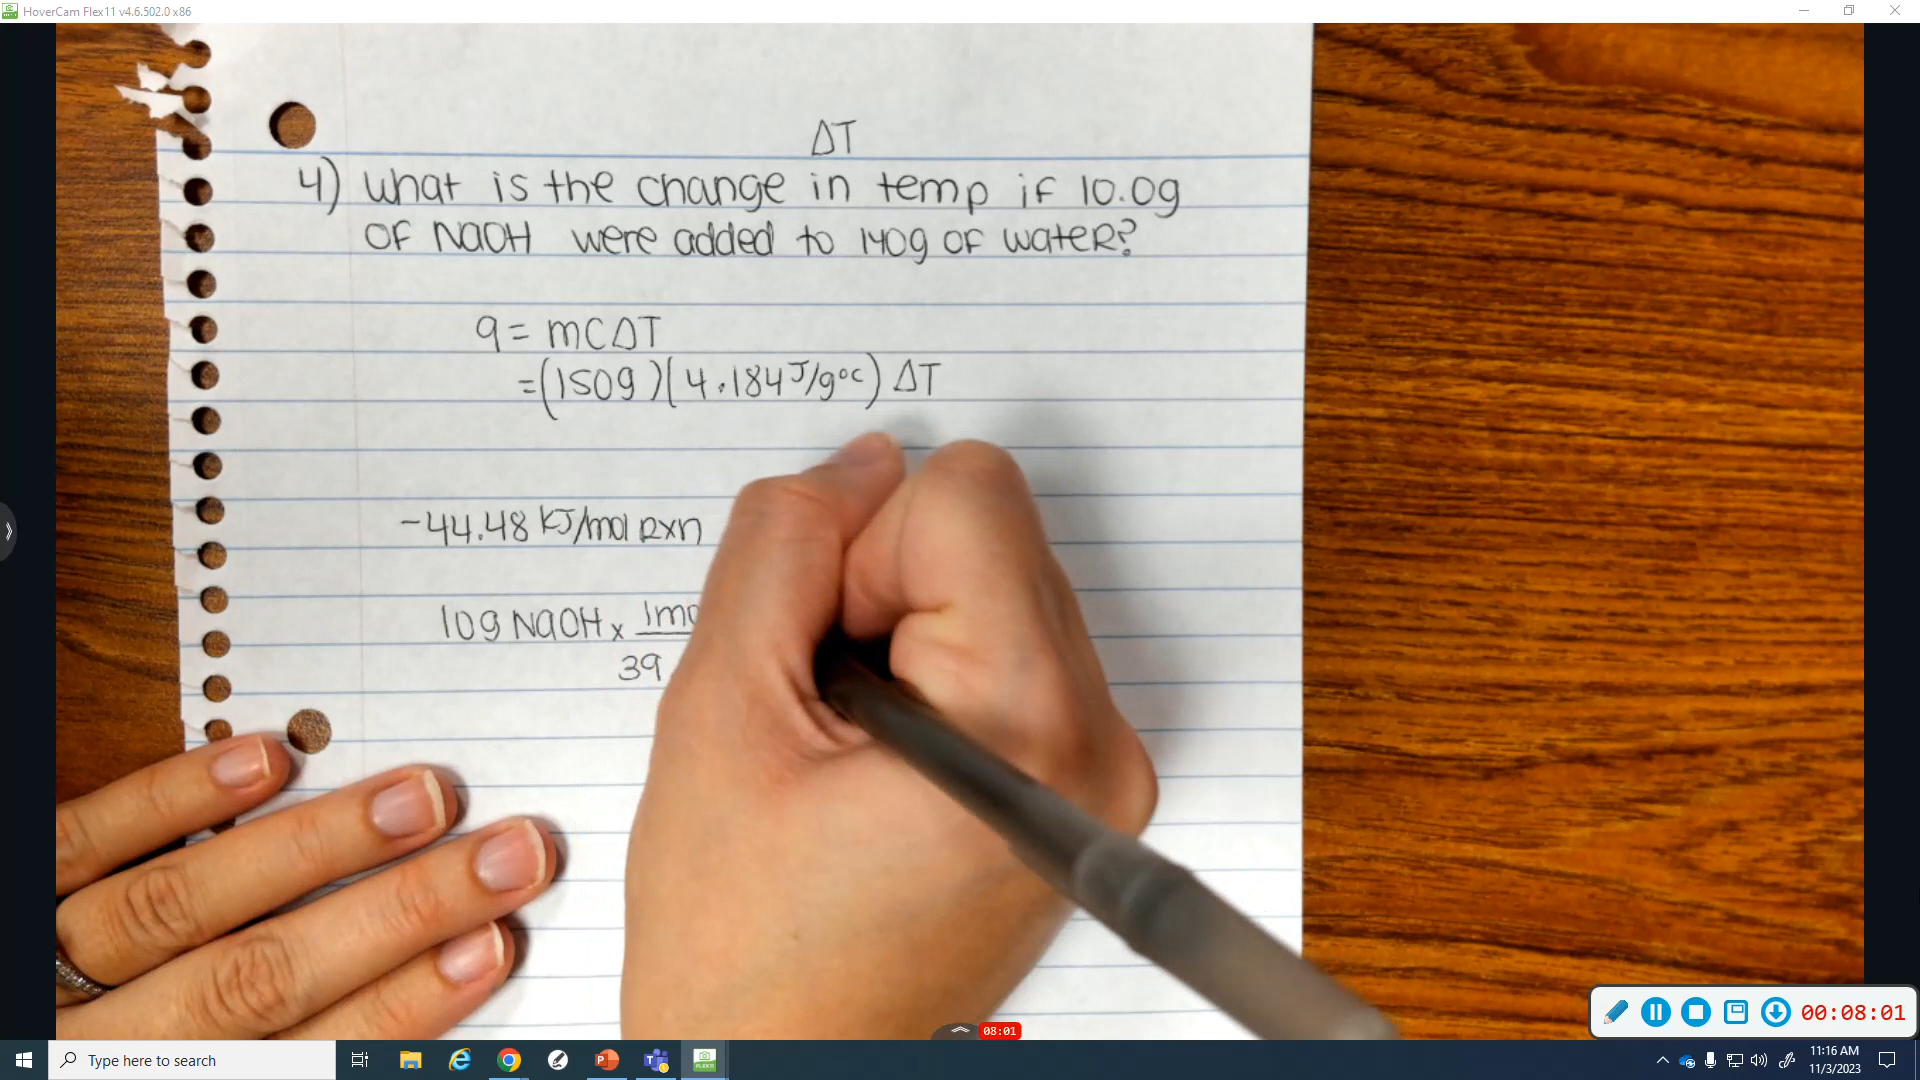 HoverCam Flex11 v4.6.502.0 x86
ΔT
4) what is the change in temp if 10.0g
of NaOH were added to 140g of water?
q = mCΔT
=(150g)(4.184 J/g°C) ΔT
-44.48 kJ/mol rxn
10g NaOH x 1mo
39
08:01
00:08:01
Type here to search
11:16 AM
11/3/2023